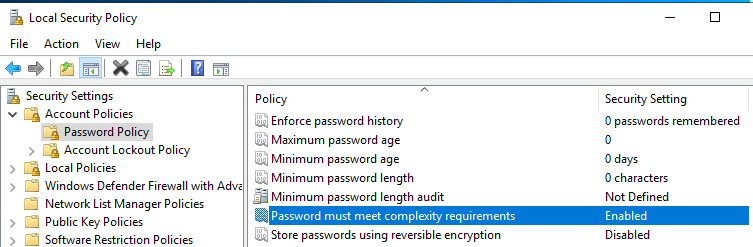 Local Security Policy
File Action View Help
Security Settings
Account Policies
Password Policy
Account Lockout Policy
Local Policies
Windows Defender Firewall with Adva
Network List Manager Policies
Public Key Policies
Software Restriction Policies
Policy Security Setting
Enforce password history 0 passwords remembered
Maximum password age 0
Minimum password age 0 days
Minimum password length 0 characters
Minimum password length audit Not Defined
Password must meet complexity requirements Enabled
Store passwords using reversible encryption Disabled